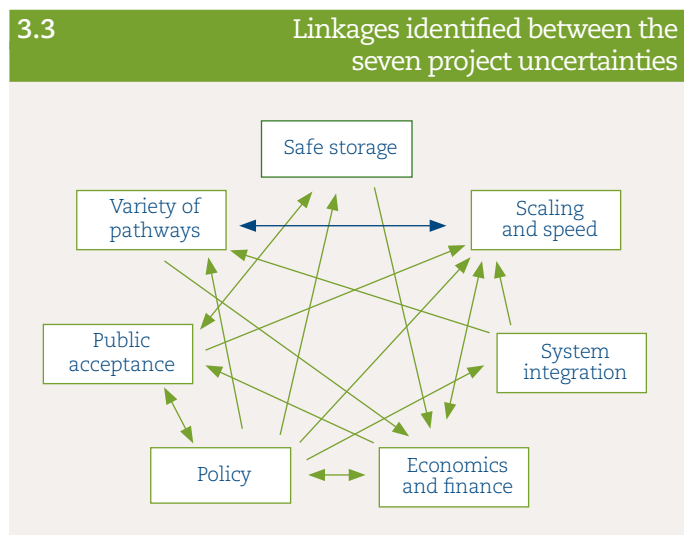 3.3
Linkages identified between the
seven project uncertainties
Safe storage
Variety of
pathways
Scaling
and speed
Public
acceptance
System
integration
Policy
Economics
and finance